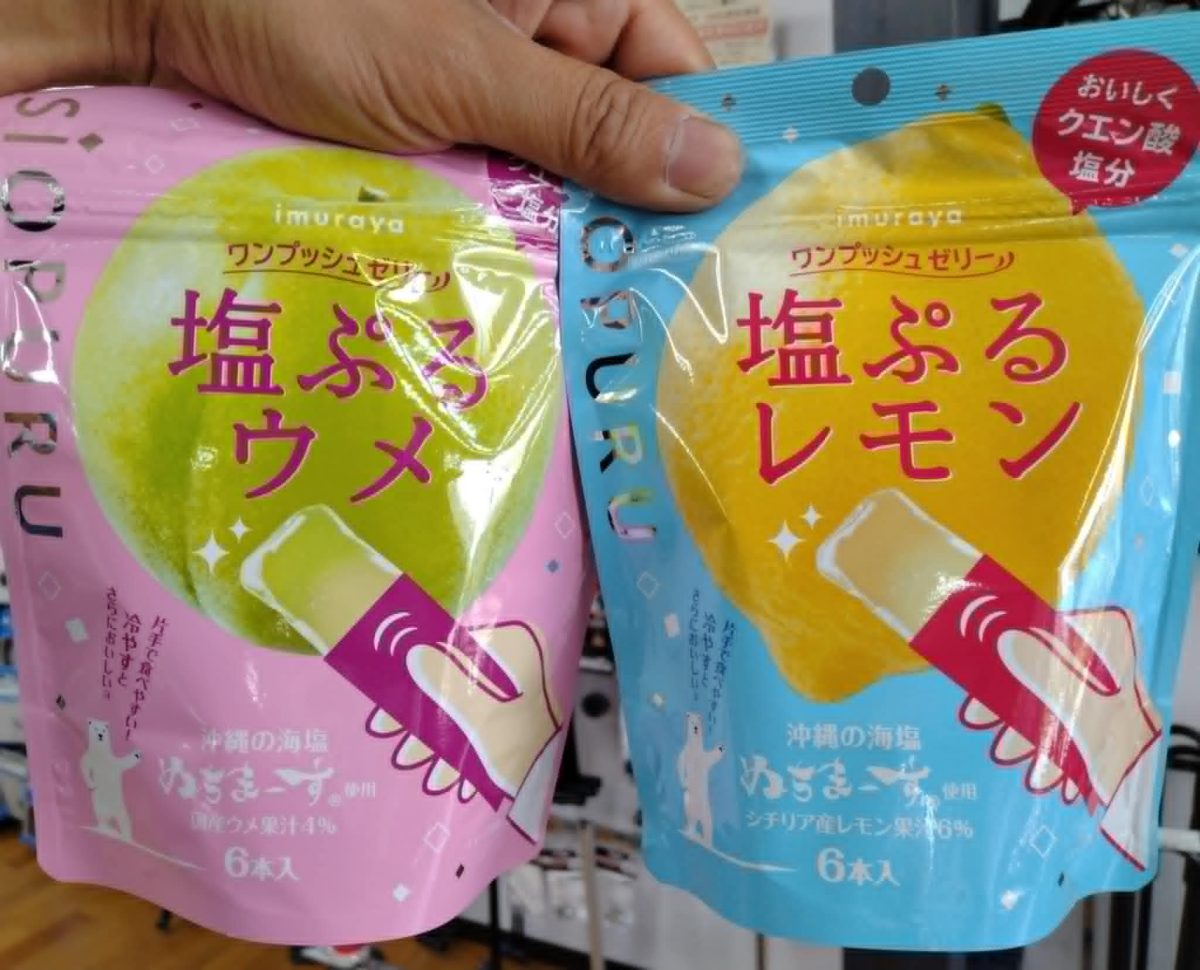 SIOPURU
imuraya
ワンプッシュゼリー
塩ぷる
ウメ
塩分
片手で食べやすい!
冷やすと
さらにおいしい♪
沖縄の海塩
ぬちまーす®使用
国産ウメ果汁4%
6本入
OPURU
おいしく
クエン酸
塩分
imuraya
ワンプッシュゼリー
塩ぷる
レモン
片手で食べやすい!
冷やすと
さらにおいしい♪
沖縄の海塩
ぬちまーす®使用
シチリア産レモン果汁6%
6本入